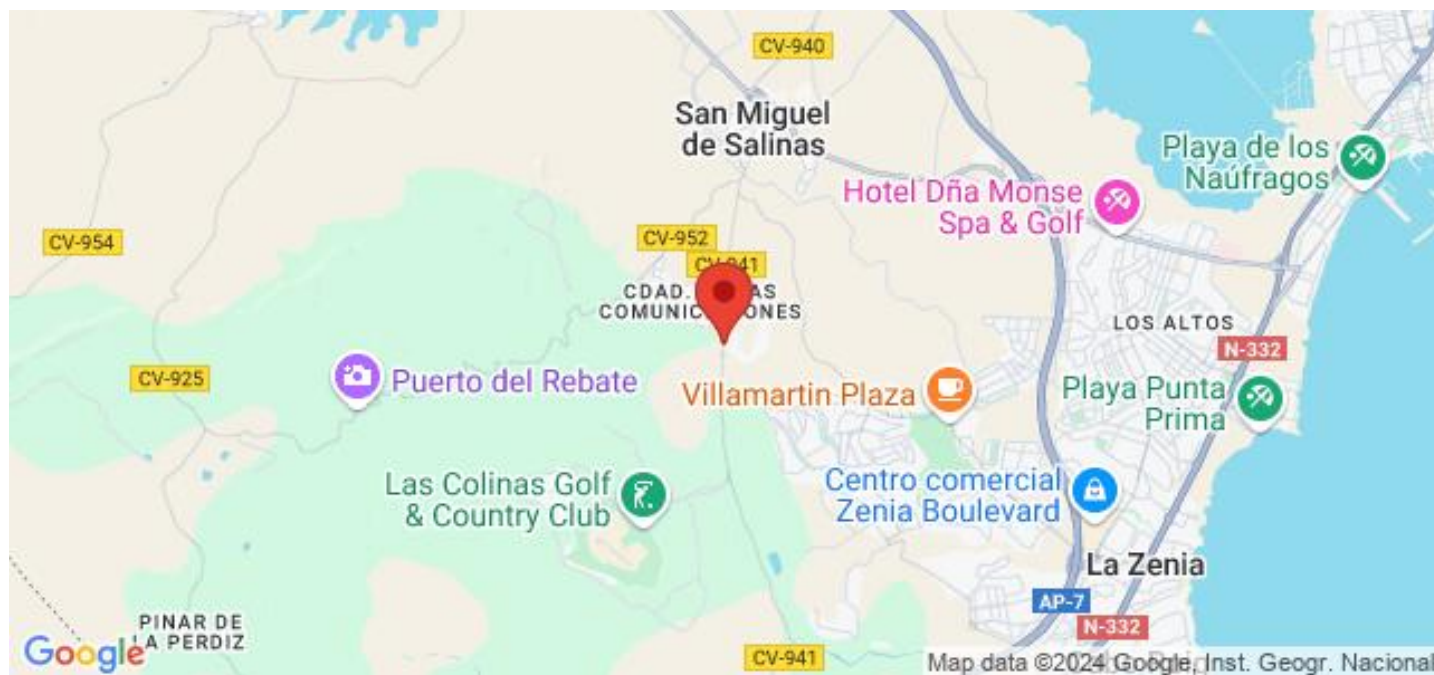 CV-940
San Miguel
de Salinas
Playa de los
Naúfragos
Hotel Dña Monse
Spa & Golf
CV-954
CV-952
CV-941
CDAD.
COMUNIC
ONES
LOS ALTOS
N-332
CV-925
Puerto del Rebate
Villamartin Plaza
Playa Punta
Prima
Las Colinas Golf
& Country Club
Centro comercial
Zenia Boulevard
La Zenia
AP-7
N-332
PINAR DE
LA PERDIZ
Google
CV-941
Map data ©2024 Google, Inst. Geogr. Nacional